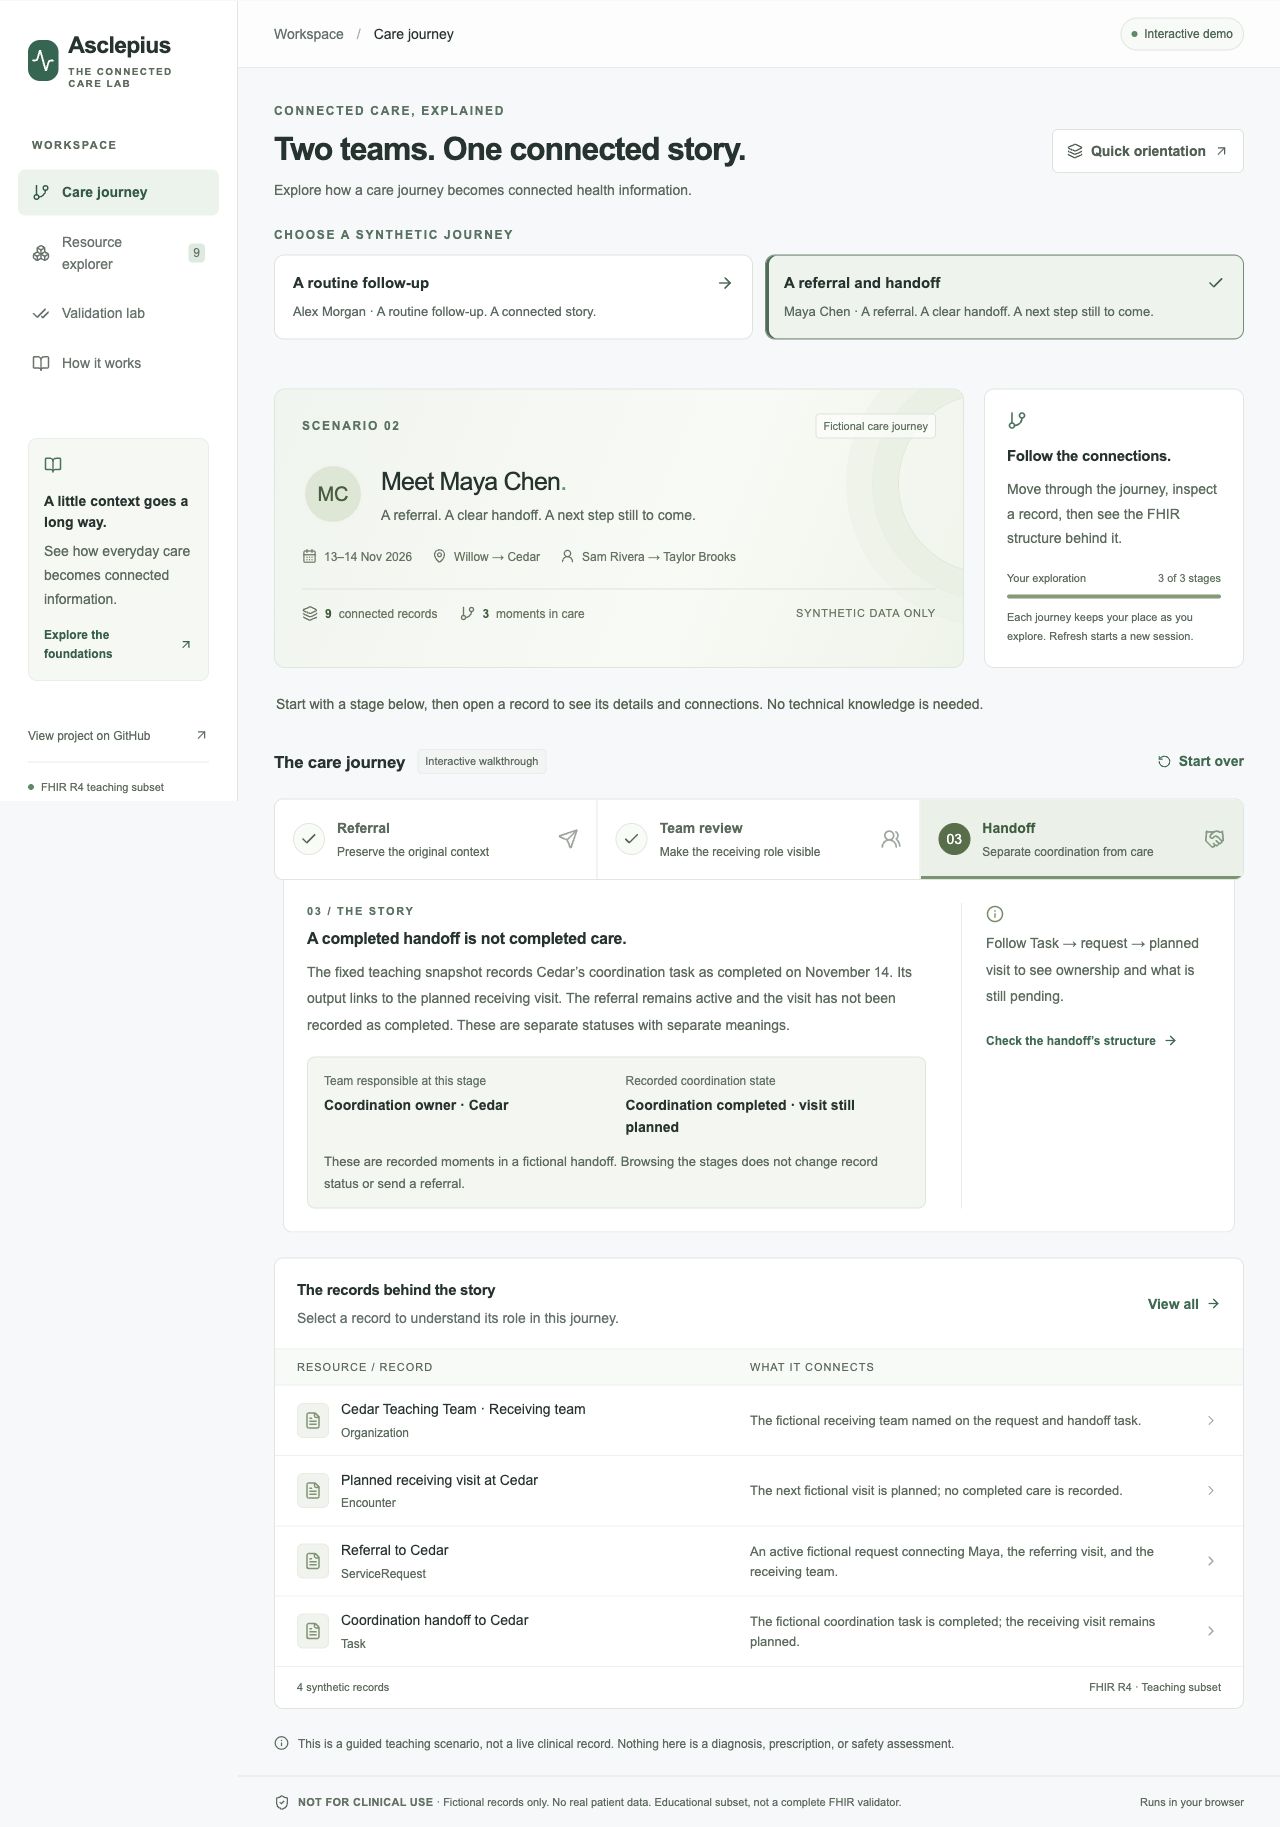 Asclepius
THE CONNECTED
CARE LAB
WORKSPACE
Care journey
Resource
explorer
9
Validation lab
How it works
A little context goes a
long way.
See how everyday care
becomes connected
information.
Explore the
foundations
View project on GitHub
FHIR R4 teaching subset
Workspace / Care journey
Interactive demo
CONNECTED CARE, EXPLAINED
Two teams. One connected story.
Explore how a care journey becomes connected health information.
Quick orientation
CHOOSE A SYNTHETIC JOURNEY
A routine follow-up
Alex Morgan · A routine follow-up. A connected story.
A referral and handoff
Maya Chen · A referral. A clear handoff. A next step still to come.
SCENARIO 02
Fictional care journey
MC
Meet Maya Chen.
A referral. A clear handoff. A next step still to come.
13–14 Nov 2026
Willow → Cedar
Sam Rivera → Taylor Brooks
9 connected records
3 moments in care
SYNTHETIC DATA ONLY
Follow the connections.
Move through the journey, inspect
a record, then see the FHIR
structure behind it.
Your exploration
3 of 3 stages
Each journey keeps your place as you
explore. Refresh starts a new session.
Start with a stage below, then open a record to see its details and connections. No technical knowledge is needed.
The care journey
Interactive walkthrough
Start over
Referral
Preserve the original context
Team review
Make the receiving role visible
03
Handoff
Separate coordination from care
03 / THE STORY
A completed handoff is not completed care.
The fixed teaching snapshot records Cedar’s coordination task as completed on November 14. Its
output links to the planned receiving visit. The referral remains active and the visit has not been
recorded as completed. These are separate statuses with separate meanings.
Team responsible at this stage
Coordination owner · Cedar
Recorded coordination state
Coordination completed · visit still
planned
These are recorded moments in a fictional handoff. Browsing the stages does not change record
status or send a referral.
Follow Task → request → planned
visit to see ownership and what is
still pending.
Check the handoff’s structure
The records behind the story
Select a record to understand its role in this journey.
View all
RESOURCE / RECORD
WHAT IT CONNECTS
Cedar Teaching Team · Receiving team
Organization
The fictional receiving team named on the request and handoff task.
Planned receiving visit at Cedar
Encounter
The next fictional visit is planned; no completed care is recorded.
Referral to Cedar
ServiceRequest
An active fictional request connecting Maya, the referring visit, and the
receiving team.
Coordination handoff to Cedar
Task
The fictional coordination task is completed; the receiving visit remains
planned.
4 synthetic records
FHIR R4 · Teaching subset
This is a guided teaching scenario, not a live clinical record. Nothing here is a diagnosis, prescription, or safety assessment.
NOT FOR CLINICAL USE · Fictional records only. No real patient data. Educational subset, not a complete FHIR validator.
Runs in your browser